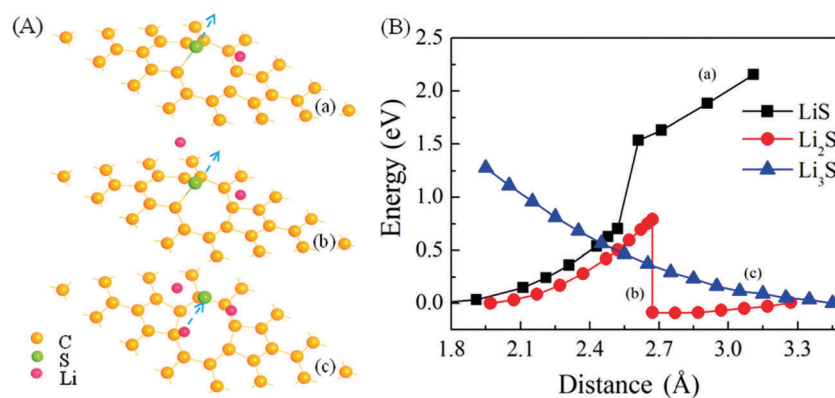 (A)
(a)
(b)
(c)
C
S
Li
(B)
2.5
2.0
1.5
1.0
0.5
0.0
Energy (eV)
(a)
(b)
(c)
LiS
Li₂S
Li₃S
1.8 2.1 2.4 2.7 3.0 3.3
Distance (Å)